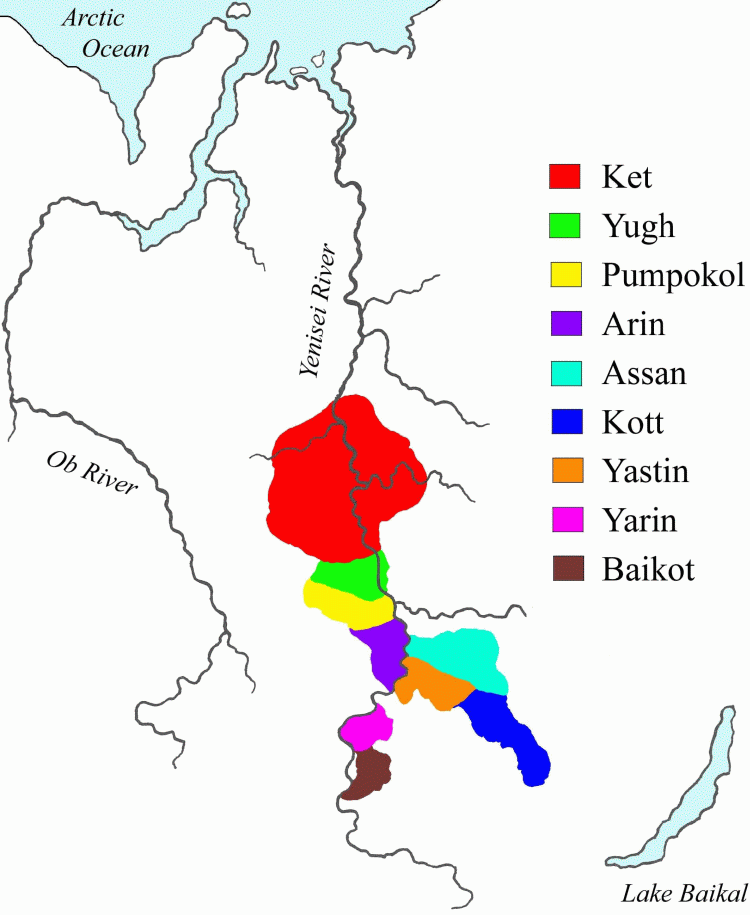 Arctic
Ocean
Yenisei River
Ob River
Ket
Yugh
Pumpokol
Arin
Assan
Kott
Yastin
Yarin
Baikot
Lake Baikal